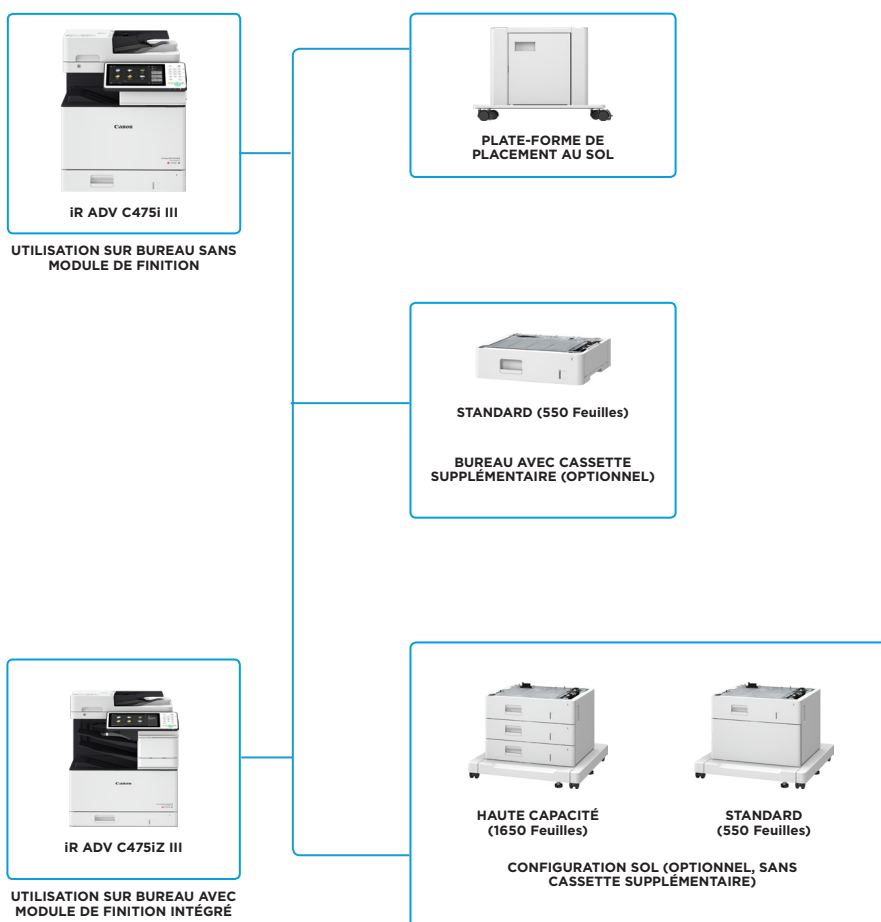 Canon
iR ADV C475i III
UTILISATION SUR BUREAU SANS
MODULE DE FINITION
PLATE-FORME DE
PLACEMENT AU SOL
STANDARD (550 Feuilles)
BUREAU AVEC CASSETTE
SUPPLÉMENTAIRE (OPTIONNEL)
Canon
iR ADV C475iZ III
UTILISATION SUR BUREAU AVEC
MODULE DE FINITION INTÉGRÉ
HAUTE CAPACITÉ
(1650 Feuilles)
STANDARD
(550 Feuilles)
CONFIGURATION SOL (OPTIONNEL, SANS
CASSETTE SUPPLÉMENTAIRE)